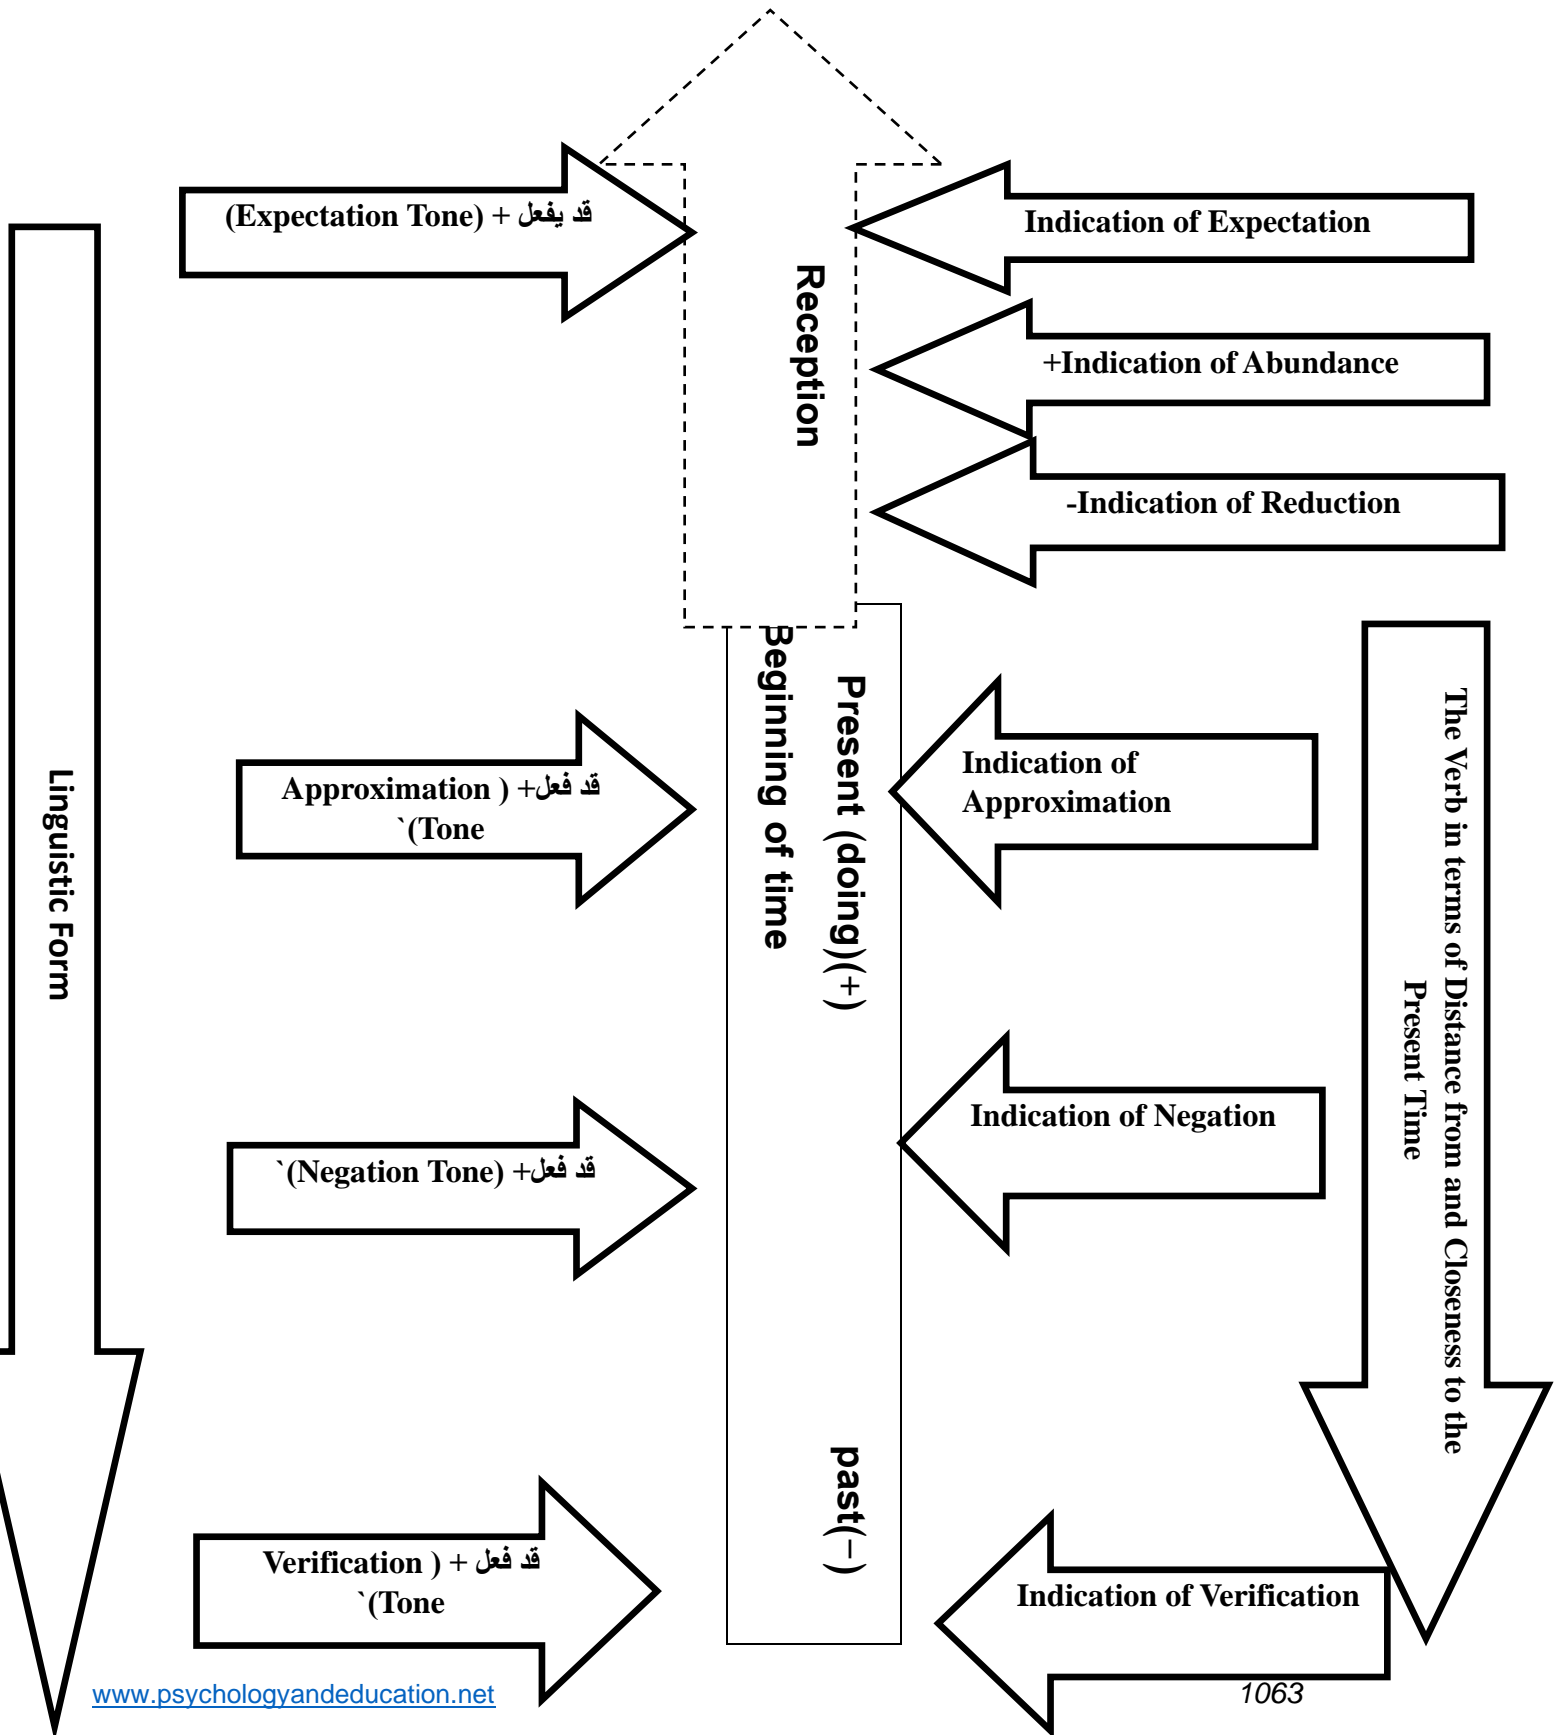 قد يفعل + (Expectation Tone)
Indication of Expectation
Reception
+Indication of Abundance
-Indication of Reduction
Linguistic Form
Beginning of time
Present (doing)(+)
past(–)
The Verb in terms of Distance from and Closeness to the
Present Time
قد فعل+ ( Approximation
`(Tone
Indication of
Approximation
`(Negation Tone) +قد فعل
Indication of Negation
قد فعل + ( Verification
`(Tone
Indication of Verification
www.psychologyandeducation.net
1063